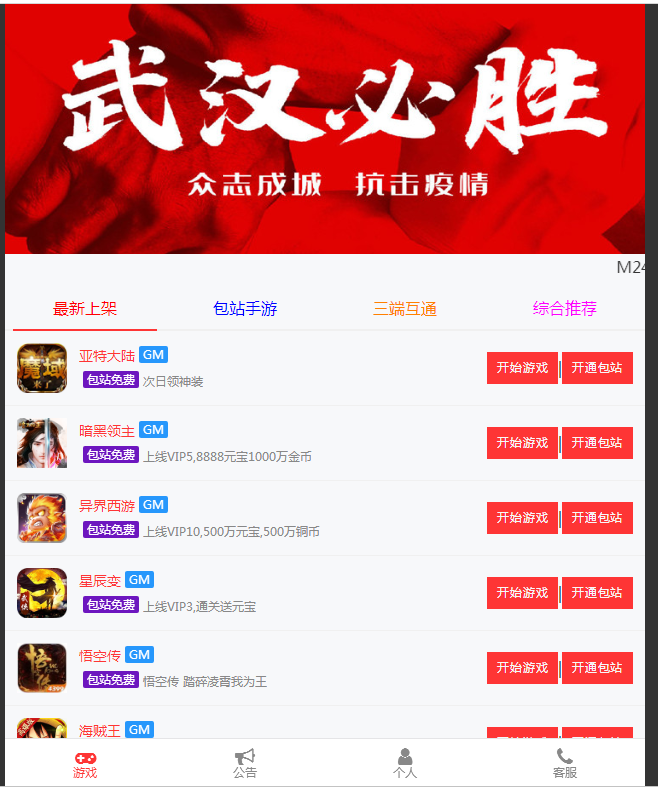 武汉必胜
众志成城 抗击疫情
M24
最新上架 包站手游 三端互通 综合推荐
魔域
来了
亚特大陆 GM
包站免费 次日领神装
开始游戏 开通包站
暗黑领主 GM
包站免费 上线VIP5,8888元宝1000万金币
开始游戏 开通包站
异界西游 GM
包站免费 上线VIP10,500万元宝,500万铜币
开始游戏 开通包站
星辰变 GM
包站免费 上线VIP3,通关送元宝
开始游戏 开通包站
悟空传 GM
包站免费 悟空传 踏碎凌霄我为王
开始游戏 开通包站
海贼王 GM
游戏 公告 个人 客服